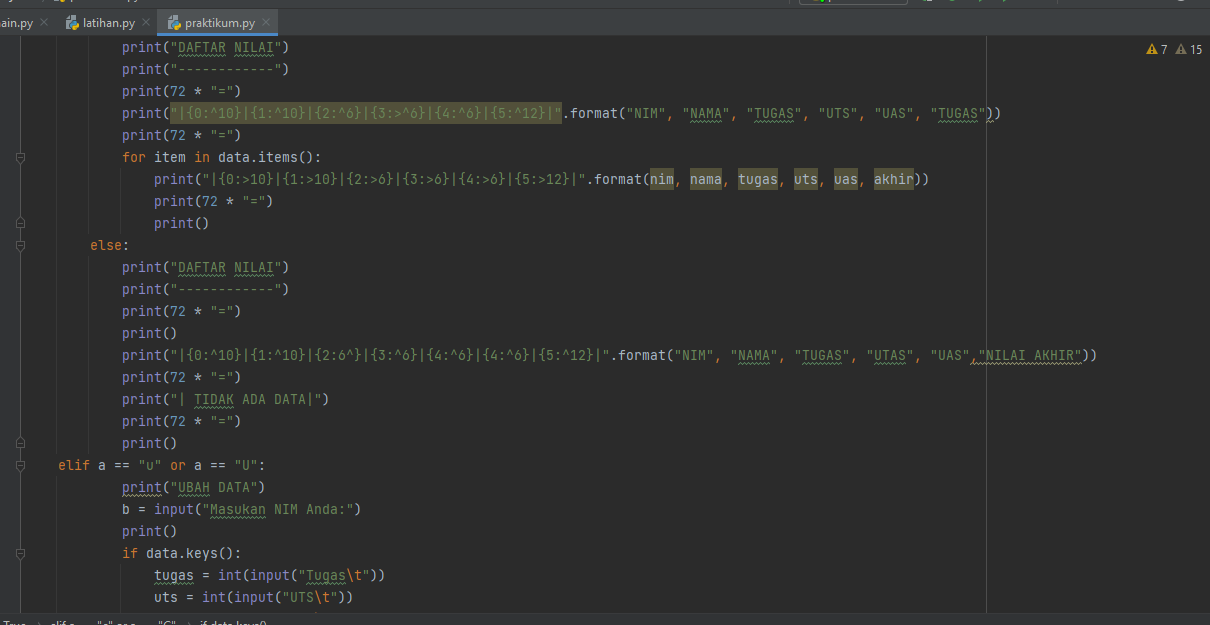 ain.py latihan.py praktikum.py
7 15
print("DAFTAR NILAI")
print("------------")
print(72 * "=")
print("|{0:^10}|{1:^10}|{2:^6}|{3:>^6}|{4:^6}|{5:^12}|".format("NIM", "NAMA", "TUGAS", "UTS", "UAS", "TUGAS"))
print(72 * "=")
for item in data.items():
print("|{0:>10}|{1:>10}|{2:>6}|{3:>6}|{4:>6}|{5:>12}|".format(nim, nama, tugas, uts, uas, akhir))
print(72 * "=")
print()
else:
print("DAFTAR NILAI")
print("------------")
print(72 * "=")
print()
print("|{0:^10}|{1:^10}|{2:6^}|{3:^6}|{4:^6}|{4:^6}|{5:^12}|".format("NIM", "NAMA", "TUGAS", "UTAS", "UAS","NILAI AKHIR"))
print(72 * "=")
print("| TIDAK ADA DATA|")
print(72 * "=")
print()
elif a == "u" or a == "U":
print("UBAH DATA")
b = input("Masukan NIM Anda:")
print()
if data.keys():
tugas = int(input("Tugas\t"))
uts = int(input("UTS\t"))